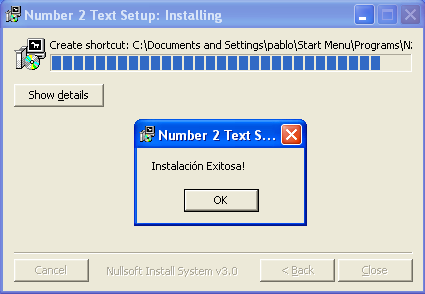 Number 2 Text Setup: Installing
Create shortcut: C:\Documents and Settings\pablo\Start Menu\Programs\N2
Show details
Number 2 Text S...
Instalación Exitosa!
OK
Cancel
Nullsoft Install System v3.0
< Back
Close